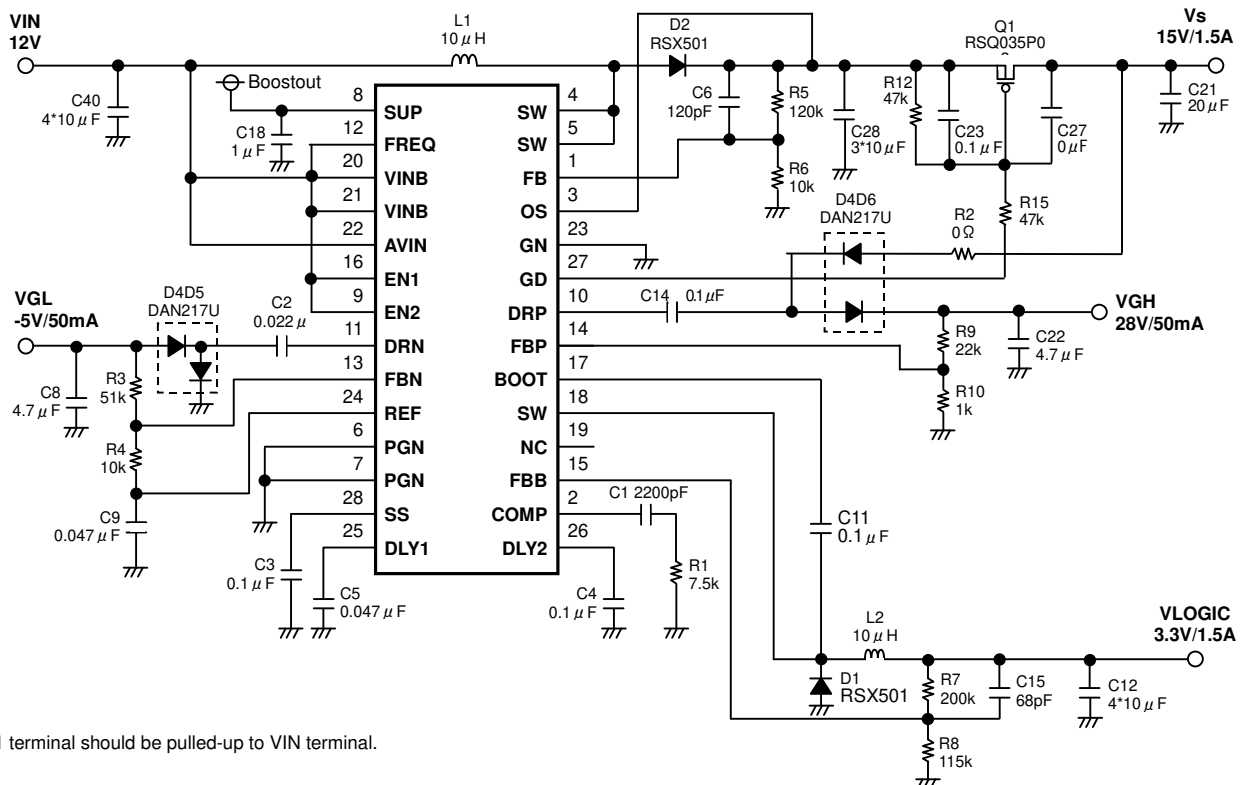 VIN
12V
C40
4*10μF
L1
10μH
D2
RSX501
Q1
RSQ035P0
Vs
15V/1.5A
Boostout
C18
1μF
C6
120pF
R5
120k
R6
10k
C28
3*10μF
R12
47k
C23
0.1μF
C27
0μF
C21
20μF
8 SUP
12 FREQ
20 VINB
21 VINB
22 AVIN
16 EN1
9 EN2
11 DRN
13 FBN
24 REF
6 PGN
7 PGN
28 SS
25 DLY1
SW 4
SW 5
FB 1
OS 3
GN 23
GD 27
DRP 10
FBP 14
BOOT 17
SW 18
NC 19
FBB 15
COMP 2
DLY2 26
R15
47k
D4D6
DAN217U
R2
0Ω
C14 0.1μF
VGH
28V/50mA
R9
22k
C22
4.7μF
R10
1k
VGL
-5V/50mA
D4D5
DAN217U
C2
0.022μ
C8
4.7μF
R3
51k
R4
10k
C9
0.047μF
C3
0.1μF
C5
0.047μF
C4
0.1μF
C1 2200pF
R1
7.5k
C11
0.1μF
L2
10μH
VLOGIC
3.3V/1.5A
D1
RSX501
R7
200k
C15
68pF
C12
4*10μF
R8
115k
terminal should be pulled-up to VIN terminal.